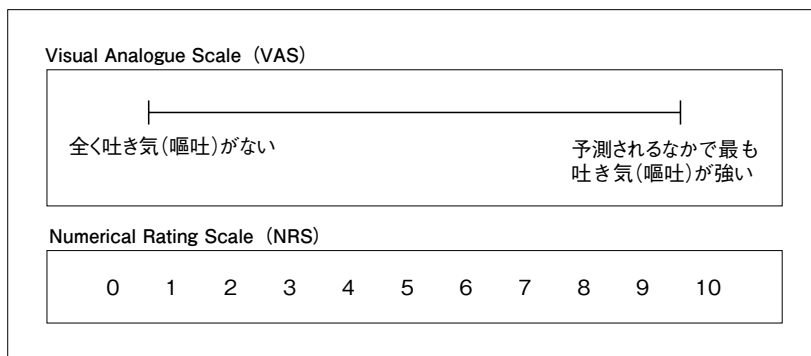 Visual Analogue Scale（VAS）
全く吐き気（嘔吐）がない
予測されるなかで最も
吐き気（嘔吐）が強い
Numerical Rating Scale（NRS）
0 1 2 3 4 5 6 7 8 9 10